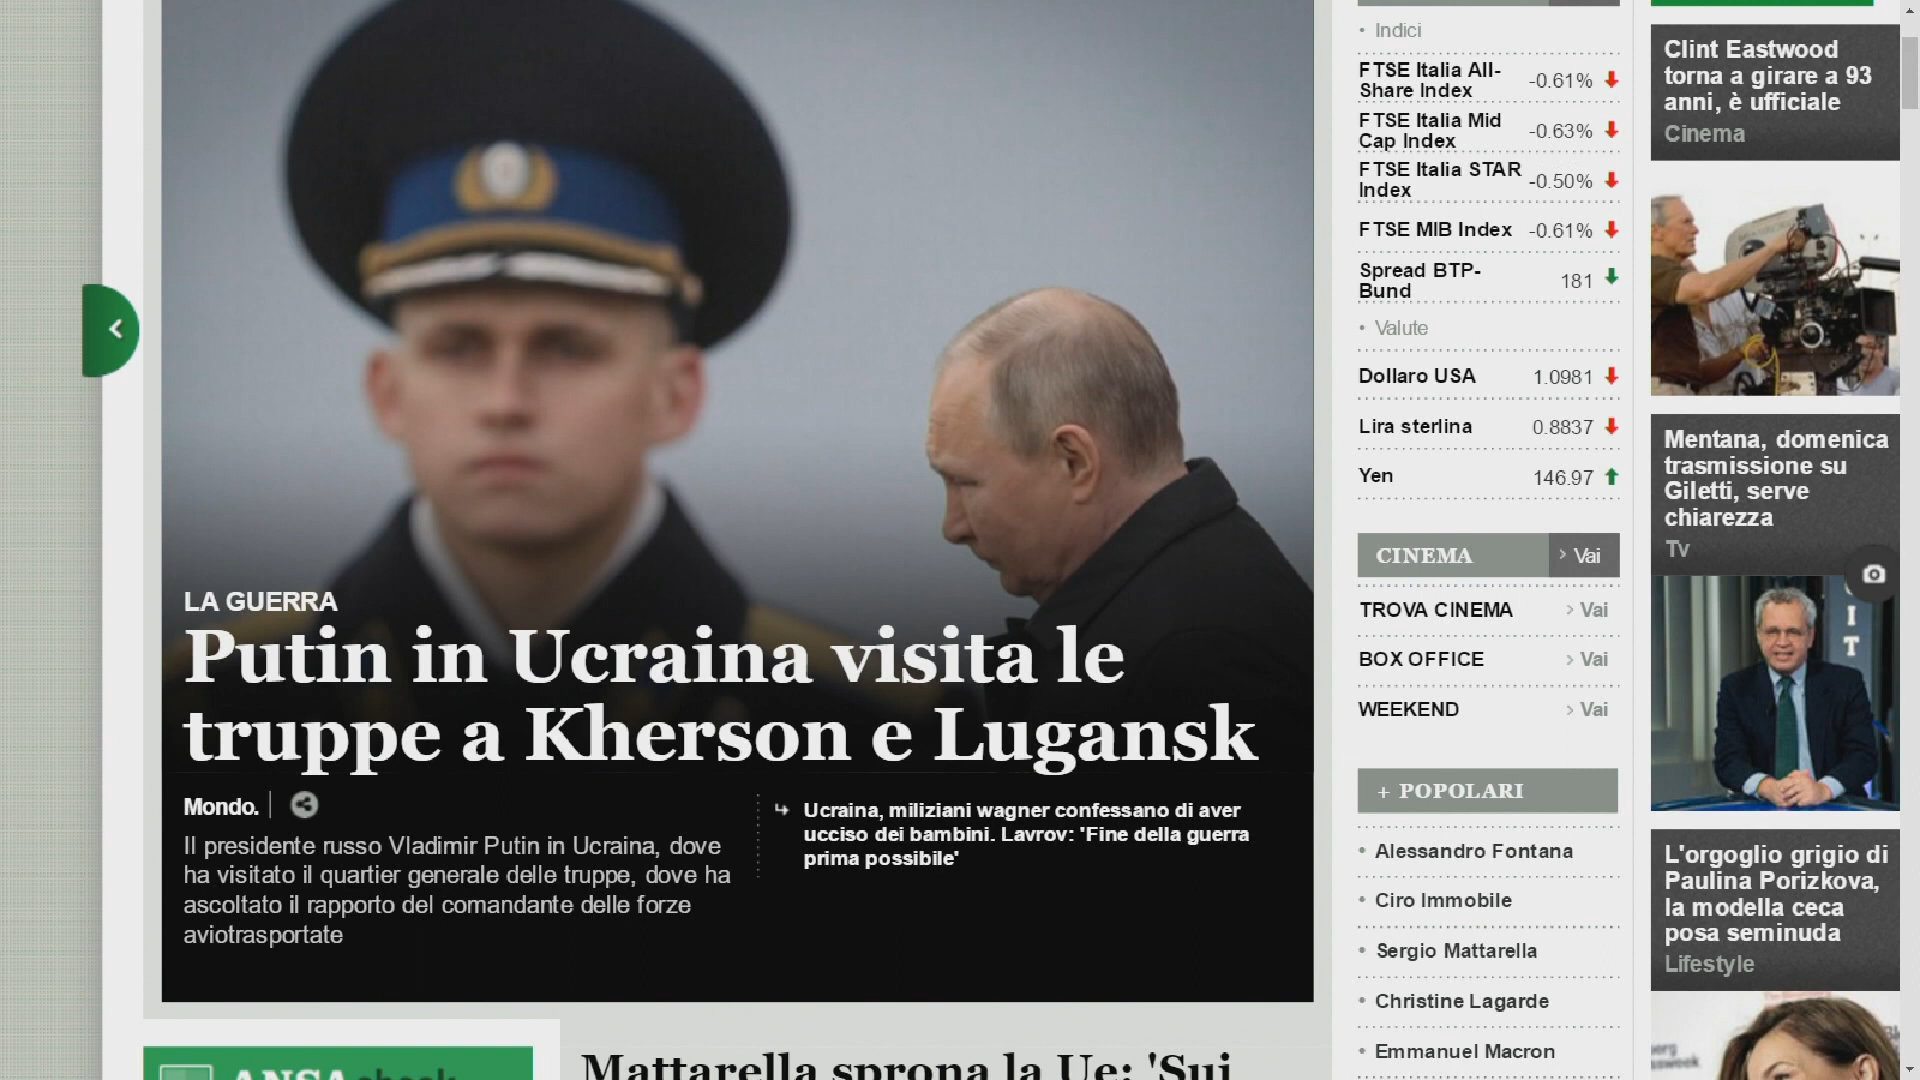 LA GUERRA
Putin in Ucraina visita le
truppe a Kherson e Lugansk
Mondo.
Il presidente russo Vladimir Putin in Ucraina, dove
ha visitato il quartier generale delle truppe, dove ha
ascoltato il rapporto del comandante delle forze
aviotrasportate
Ucraina, miliziani wagner confessano di aver
ucciso dei bambini. Lavrov: 'Fine della guerra
prima possibile'
ANSAcheck
Mattarella sprona la Ue: 'Sui
Indici
FTSE Italia All-
Share Index -0.61%
FTSE Italia Mid
Cap Index -0.63%
FTSE Italia STAR
Index -0.50%
FTSE MIB Index -0.61%
Spread BTP-
Bund 181
Valute
Dollaro USA 1.0981
Lira sterlina 0.8837
Yen 146.97
CINEMA > Vai
TROVA CINEMA > Vai
BOX OFFICE > Vai
WEEKEND > Vai
+ POPOLARI
Alessandro Fontana
Ciro Immobile
Sergio Mattarella
Christine Lagarde
Emmanuel Macron
Clint Eastwood
torna a girare a 93
anni, è ufficiale
Cinema
Mentana, domenica
trasmissione su
Giletti, serve
chiarezza
Tv
L'orgoglio grigio di
Paulina Porizkova,
la modella ceca
posa seminuda
Lifestyle